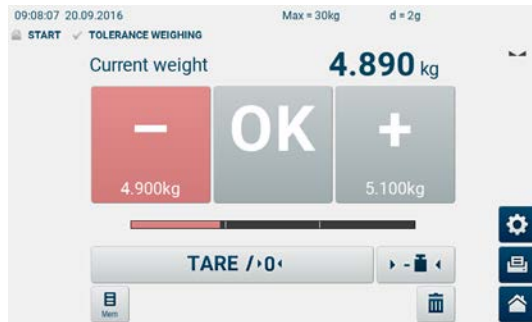 09:08:07 20.09.2016 Max = 30kg d = 2g
START TOLERANCE WEIGHING
Current weight 4.890 kg
− OK +
4.900kg 5.100kg
TARE / 0
Mem